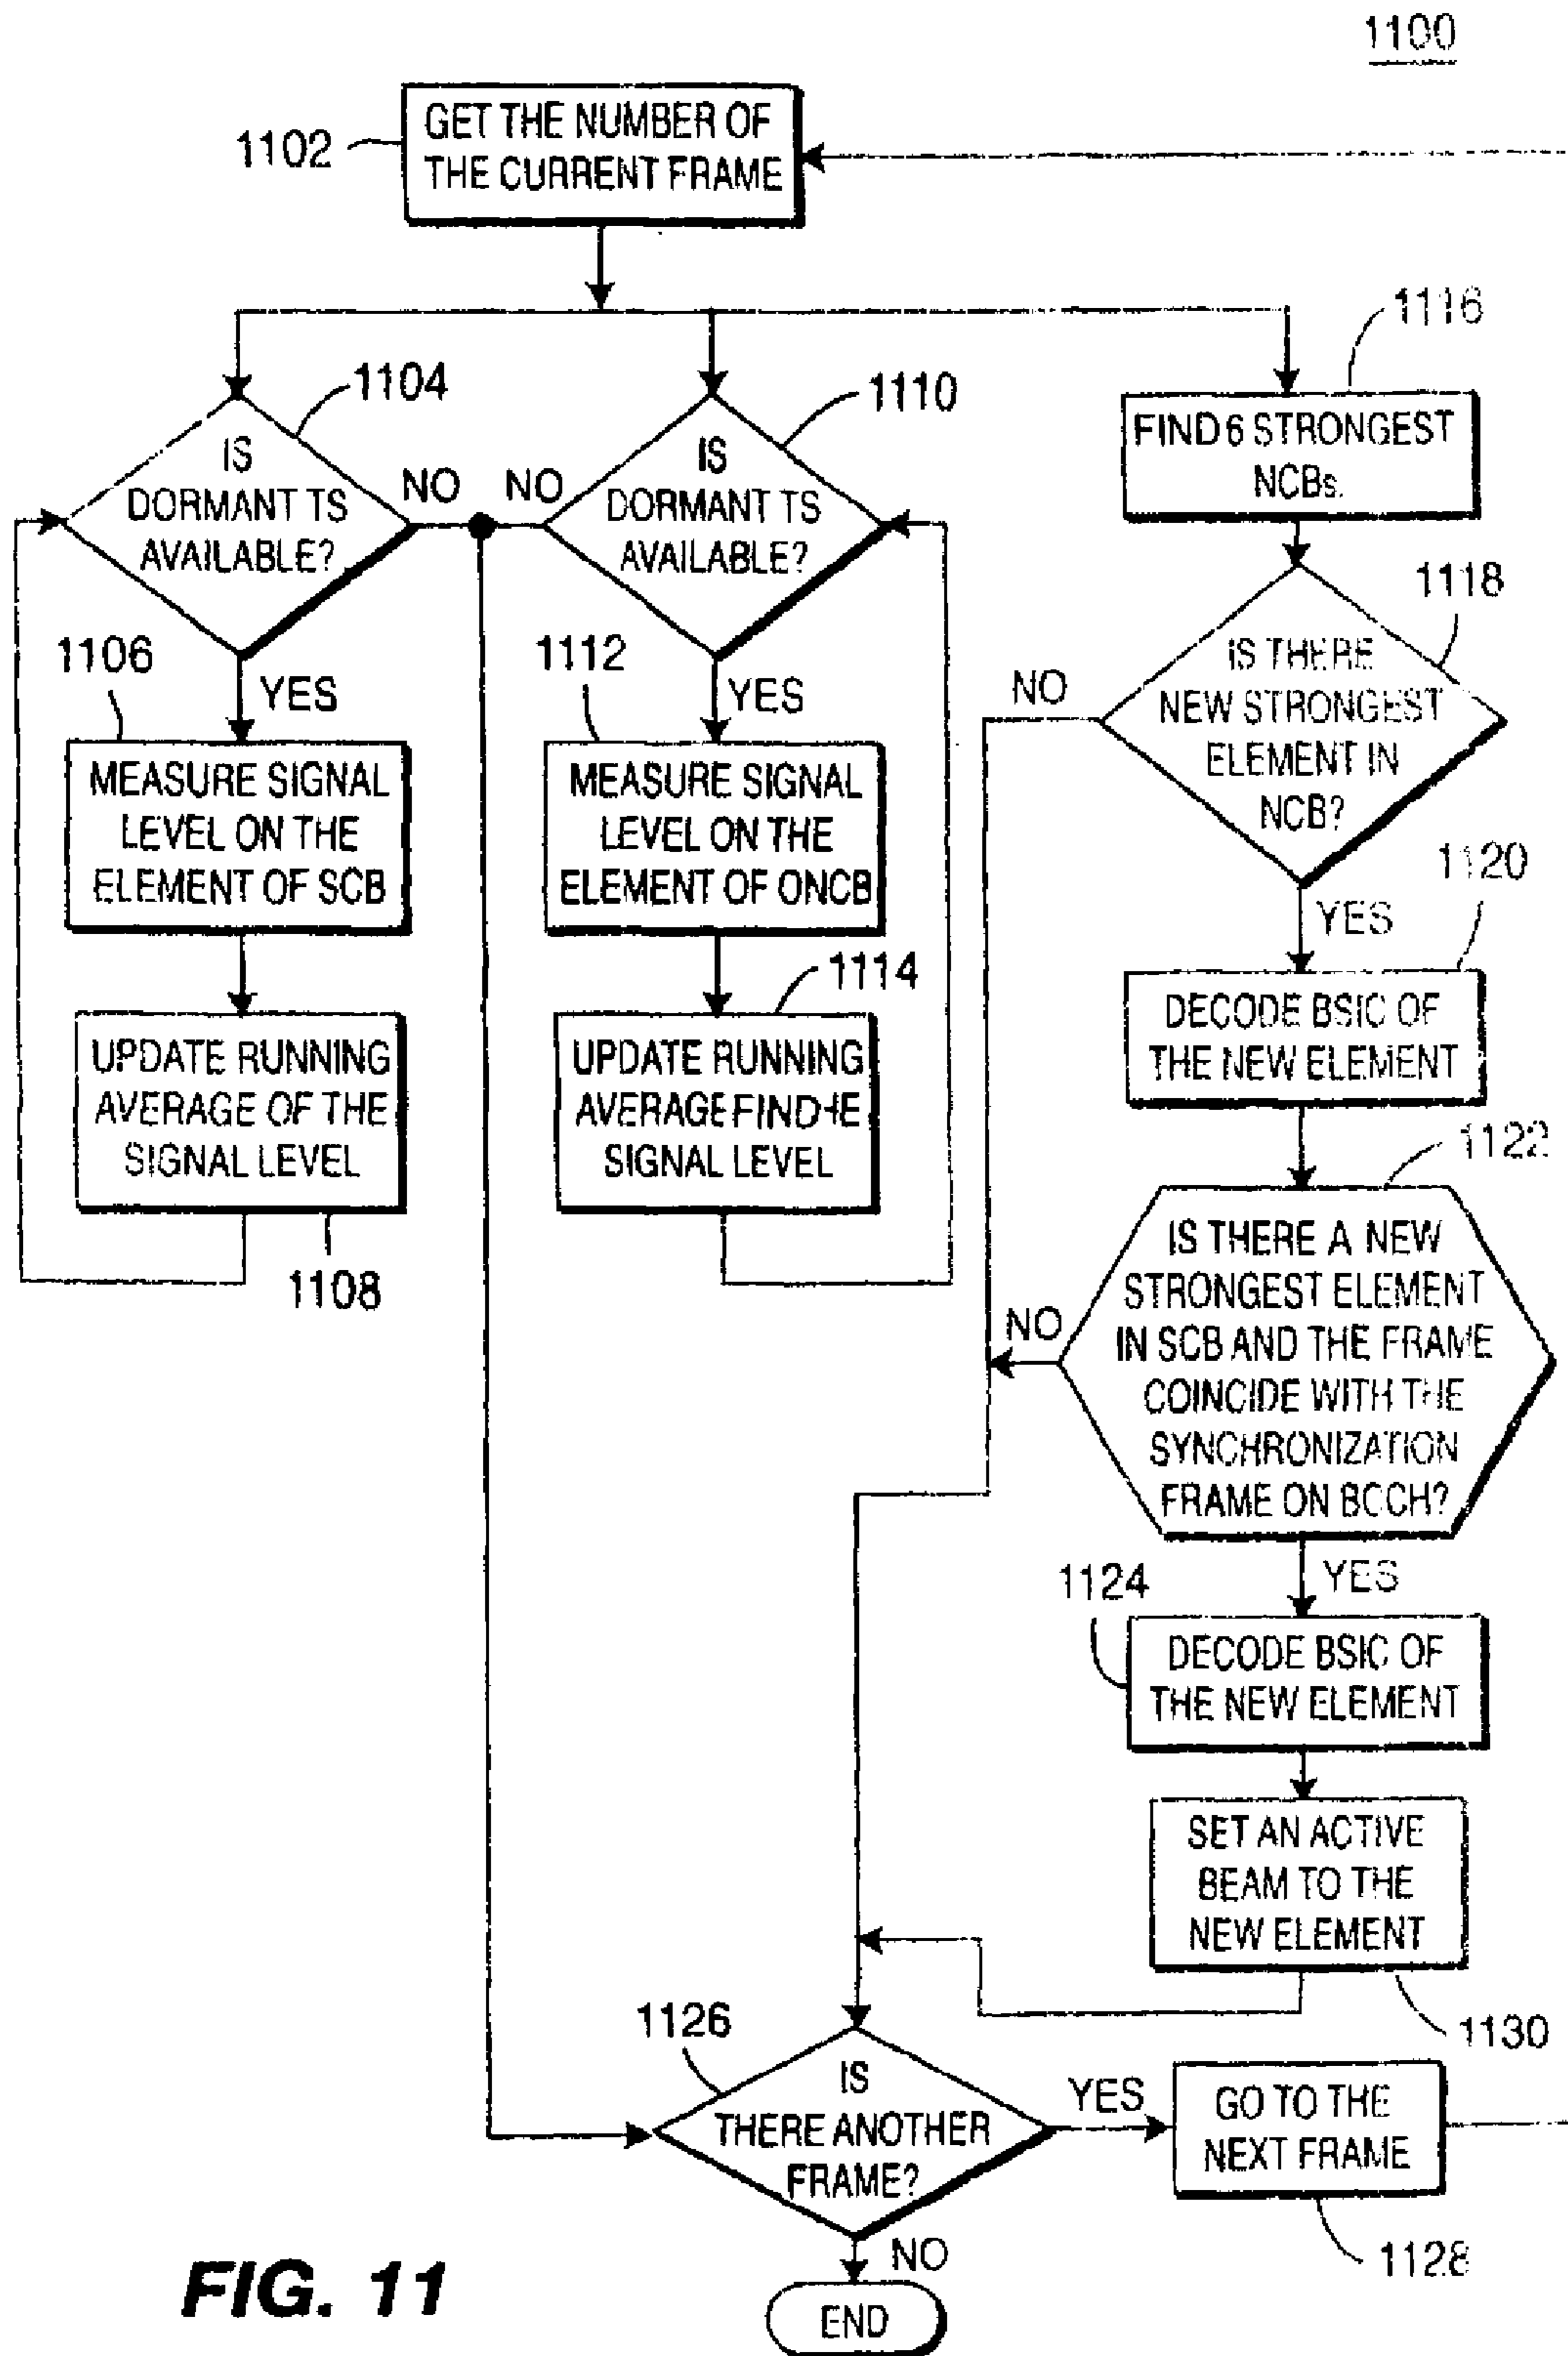 1100
1102
GET THE NUMBER OF
THE CURRENT FRAME
1104
IS
DORMANT TS
AVAILABLE?
NO
NO
1110
IS
DORMANT TS
AVAILABLE?
1116
FIND 6 STRONGEST
NCBs.
1106
YES
MEASURE SIGNAL
LEVEL ON THE
ELEMENT OF SCB
1112
YES
MEASURE SIGNAL
LEVEL ON THE
ELEMENT OF ONCB
1118
NO
IS THERE
NEW STRONGEST
ELEMENT IN
NCB?
YES
1120
DECODE BSIC OF
THE NEW ELEMENT
UPDATE RUNNING
AVERAGE OF THE
SIGNAL LEVEL
1108
1114
UPDATE RUNNING
AVERAGE FINDHE
SIGNAL LEVEL
1122
NO
IS THERE A NEW
STRONGEST ELEMENT
IN SCB AND THE FRAME
COINCIDE WITH THE
SYNCHRONIZATION
FRAME ON BCCH?
YES
1124
DECODE BSIC OF
THE NEW ELEMENT
SET AN ACTIVE
BEAM TO THE
NEW ELEMENT
1130
1126
IS
THERE ANOTHER
FRAME?
YES
GO TO THE
NEXT FRAME
1128
NO
END
FIG. 11